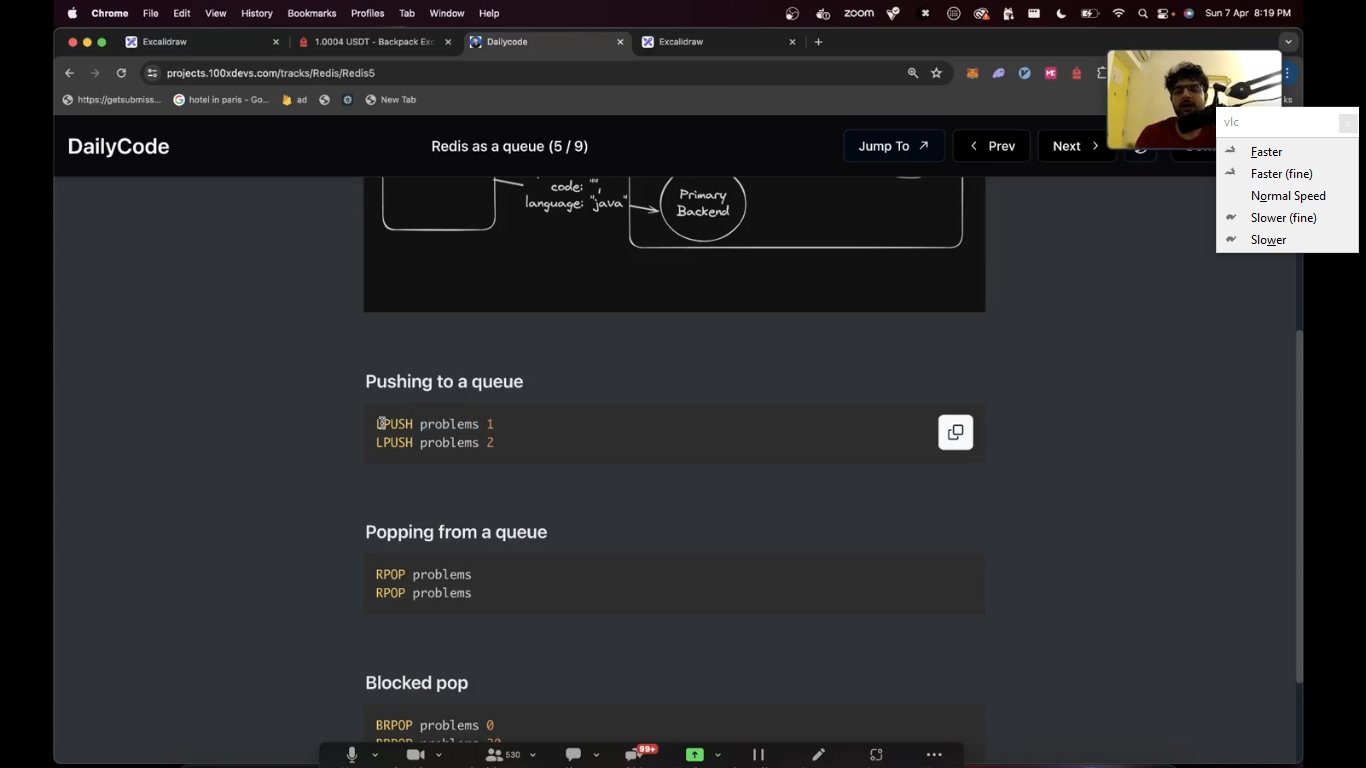 Chrome File Edit View History Bookmarks Profiles Tab Window Help
zoom
Sun 7 Apr 8:19 PM
Excalidraw
1.0004 USDT - Backpack Exc
Dailycode
Excalidraw
projects.100xdevs.com/tracks/Redis/Redis5
https://getsubmiss...
hotel in paris - Go...
ad
New Tab
ks
vlc
Faster
Faster (fine)
Normal Speed
Slower (fine)
Slower
DailyCode
Redis as a queue (5 / 9)
Jump To
Prev
Next
code: "",
language: "java"
Primary
Backend
Pushing to a queue
LPUSH problems 1
LPUSH problems 2
Popping from a queue
RPOP problems
RPOP problems
Blocked pop
BRPOP problems 0
530
99+